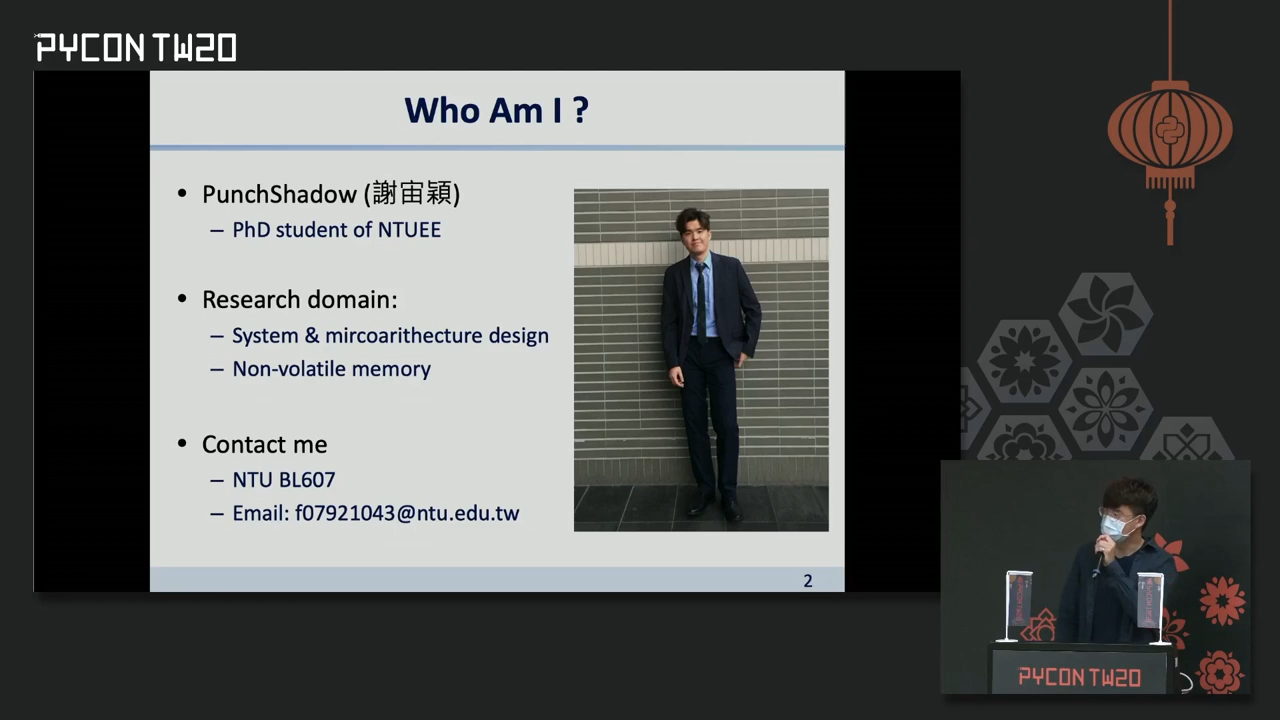 PYCON TW20
Who Am I ?
• PunchShadow (謝宙穎)
– PhD student of NTUEE
• Research domain:
– System & mircoarithecture design
– Non-volatile memory
• Contact me
– NTU BL607
– Email: f07921043@ntu.edu.tw
2
PYCON TW20